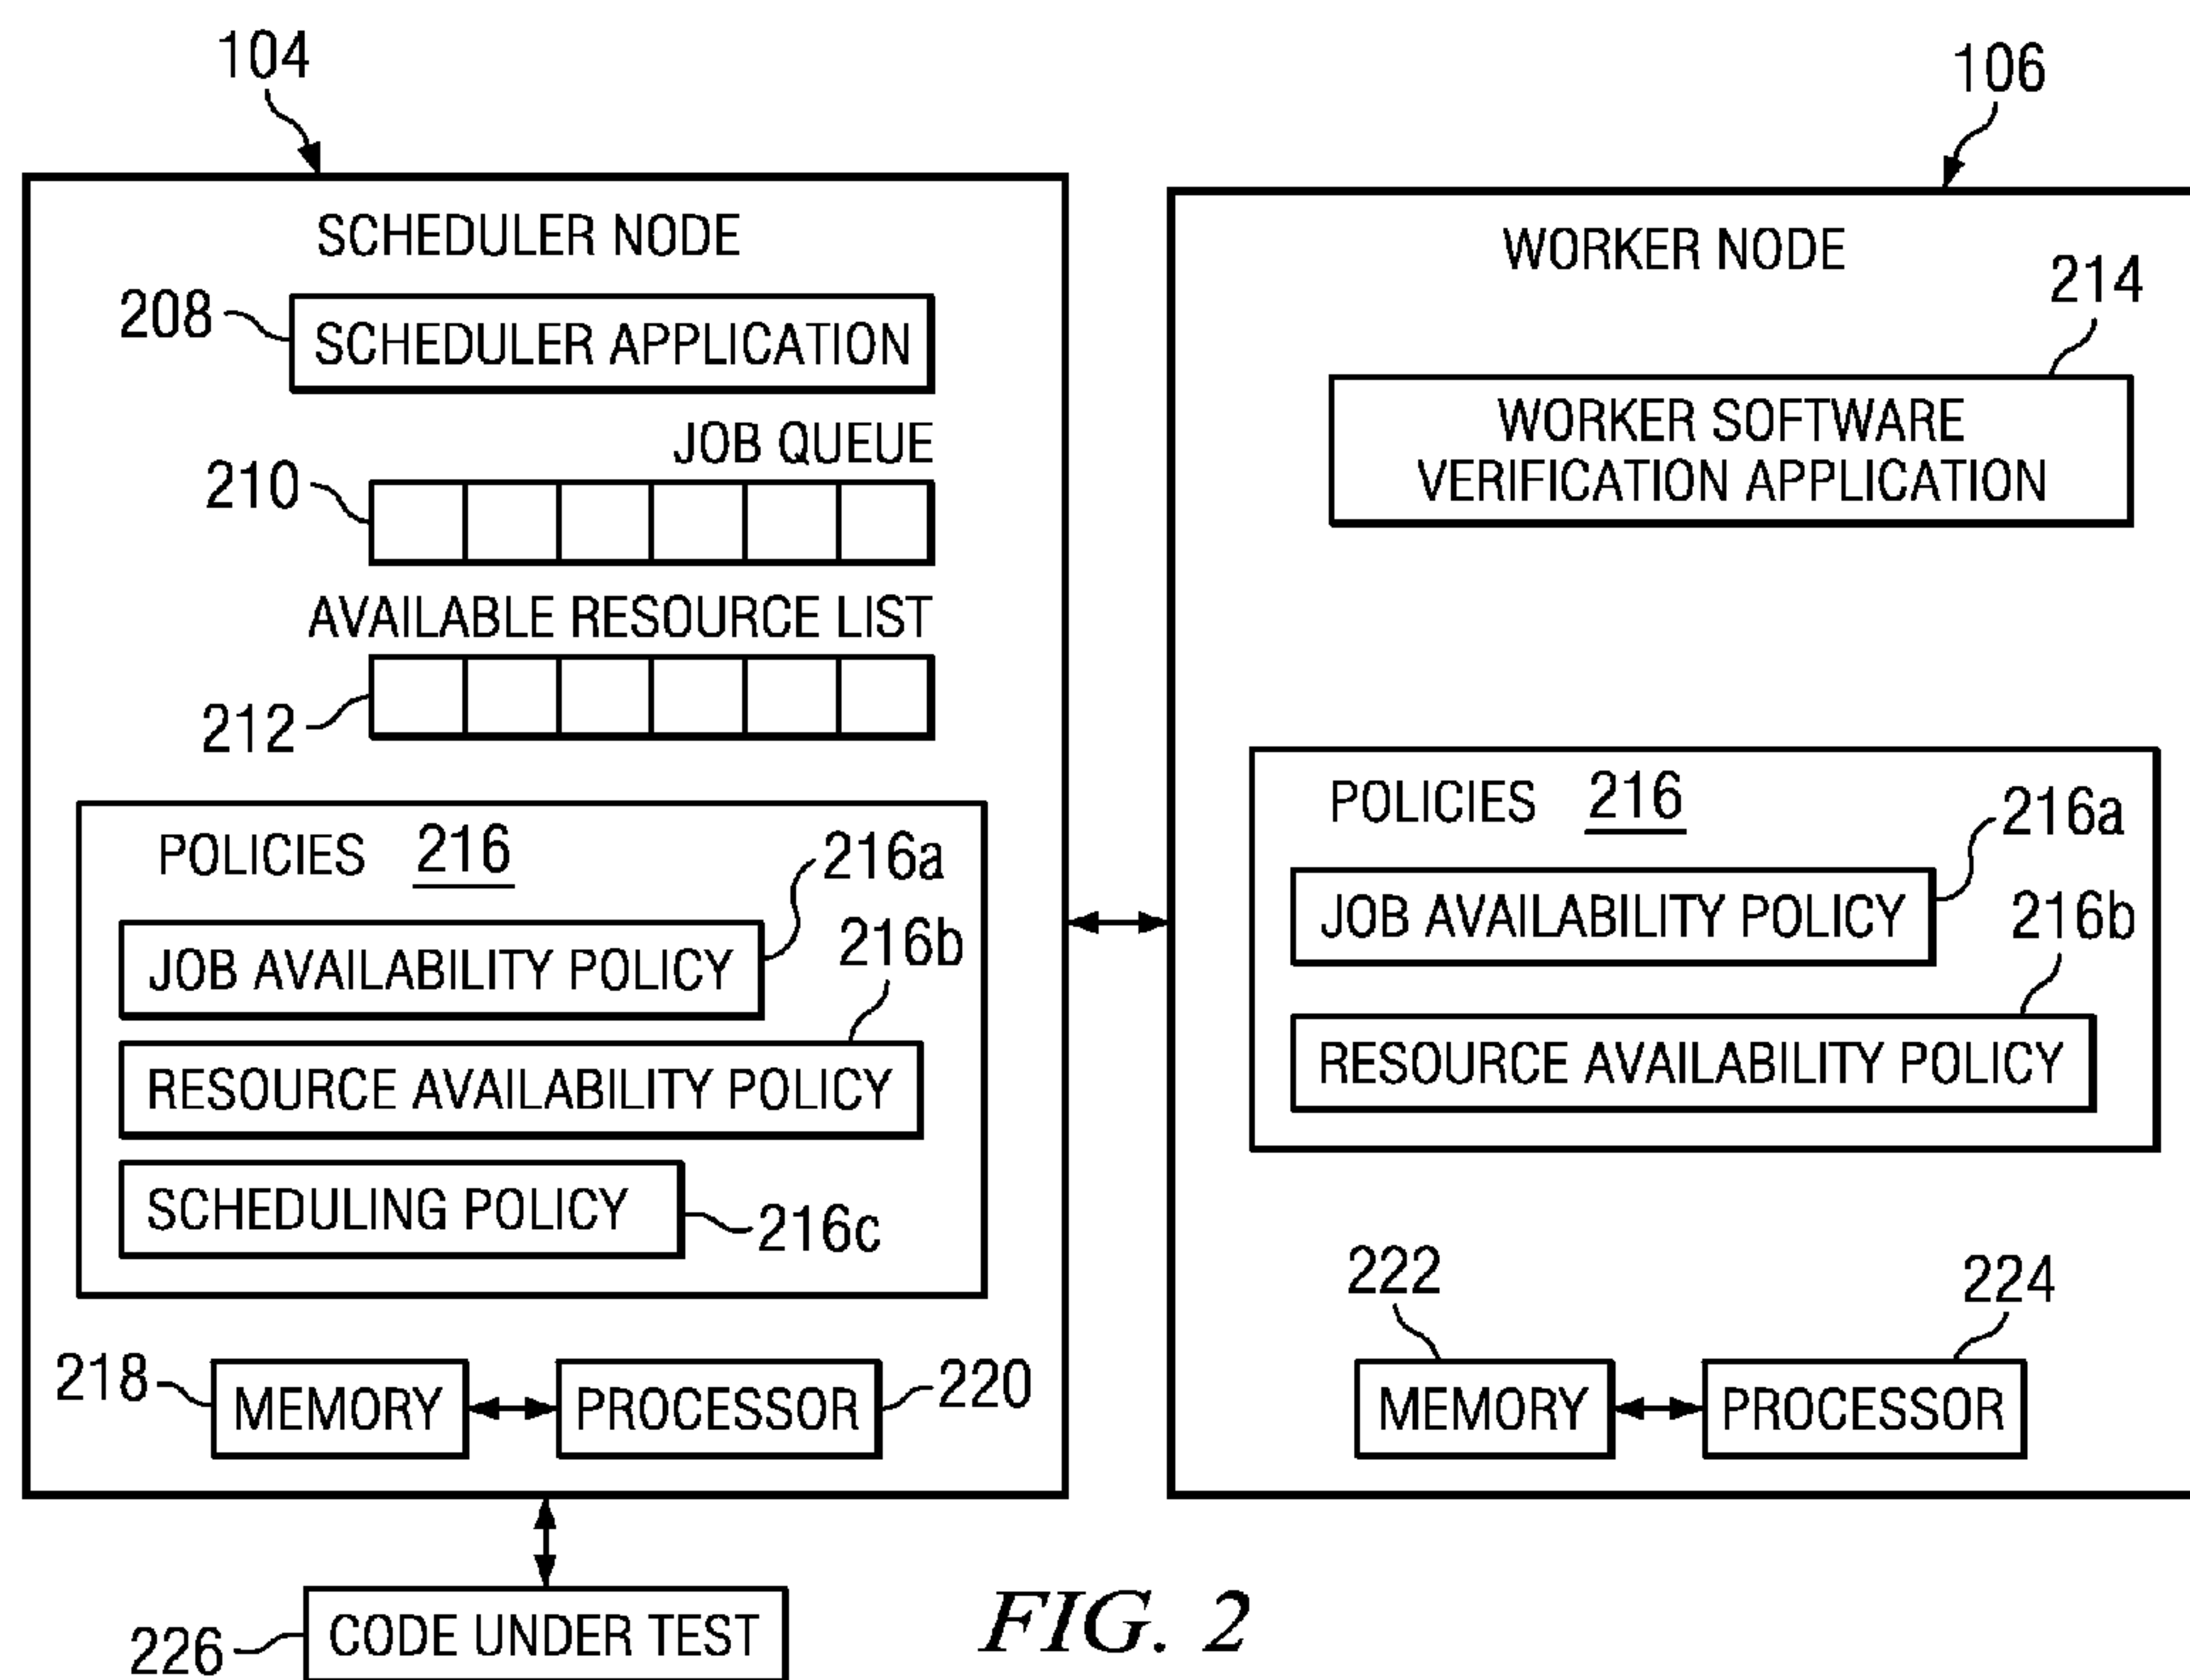 104
SCHEDULER NODE
208
SCHEDULER APPLICATION
JOB QUEUE
210
AVAILABLE RESOURCE LIST
212
POLICIES 216
216a
JOB AVAILABILITY POLICY
216b
RESOURCE AVAILABILITY POLICY
SCHEDULING POLICY
216c
218
MEMORY
PROCESSOR
220
226
CODE UNDER TEST
106
WORKER NODE
214
WORKER SOFTWARE
VERIFICATION APPLICATION
POLICIES 216
216a
JOB AVAILABILITY POLICY
216b
RESOURCE AVAILABILITY POLICY
222
224
MEMORY
PROCESSOR
FIG. 2